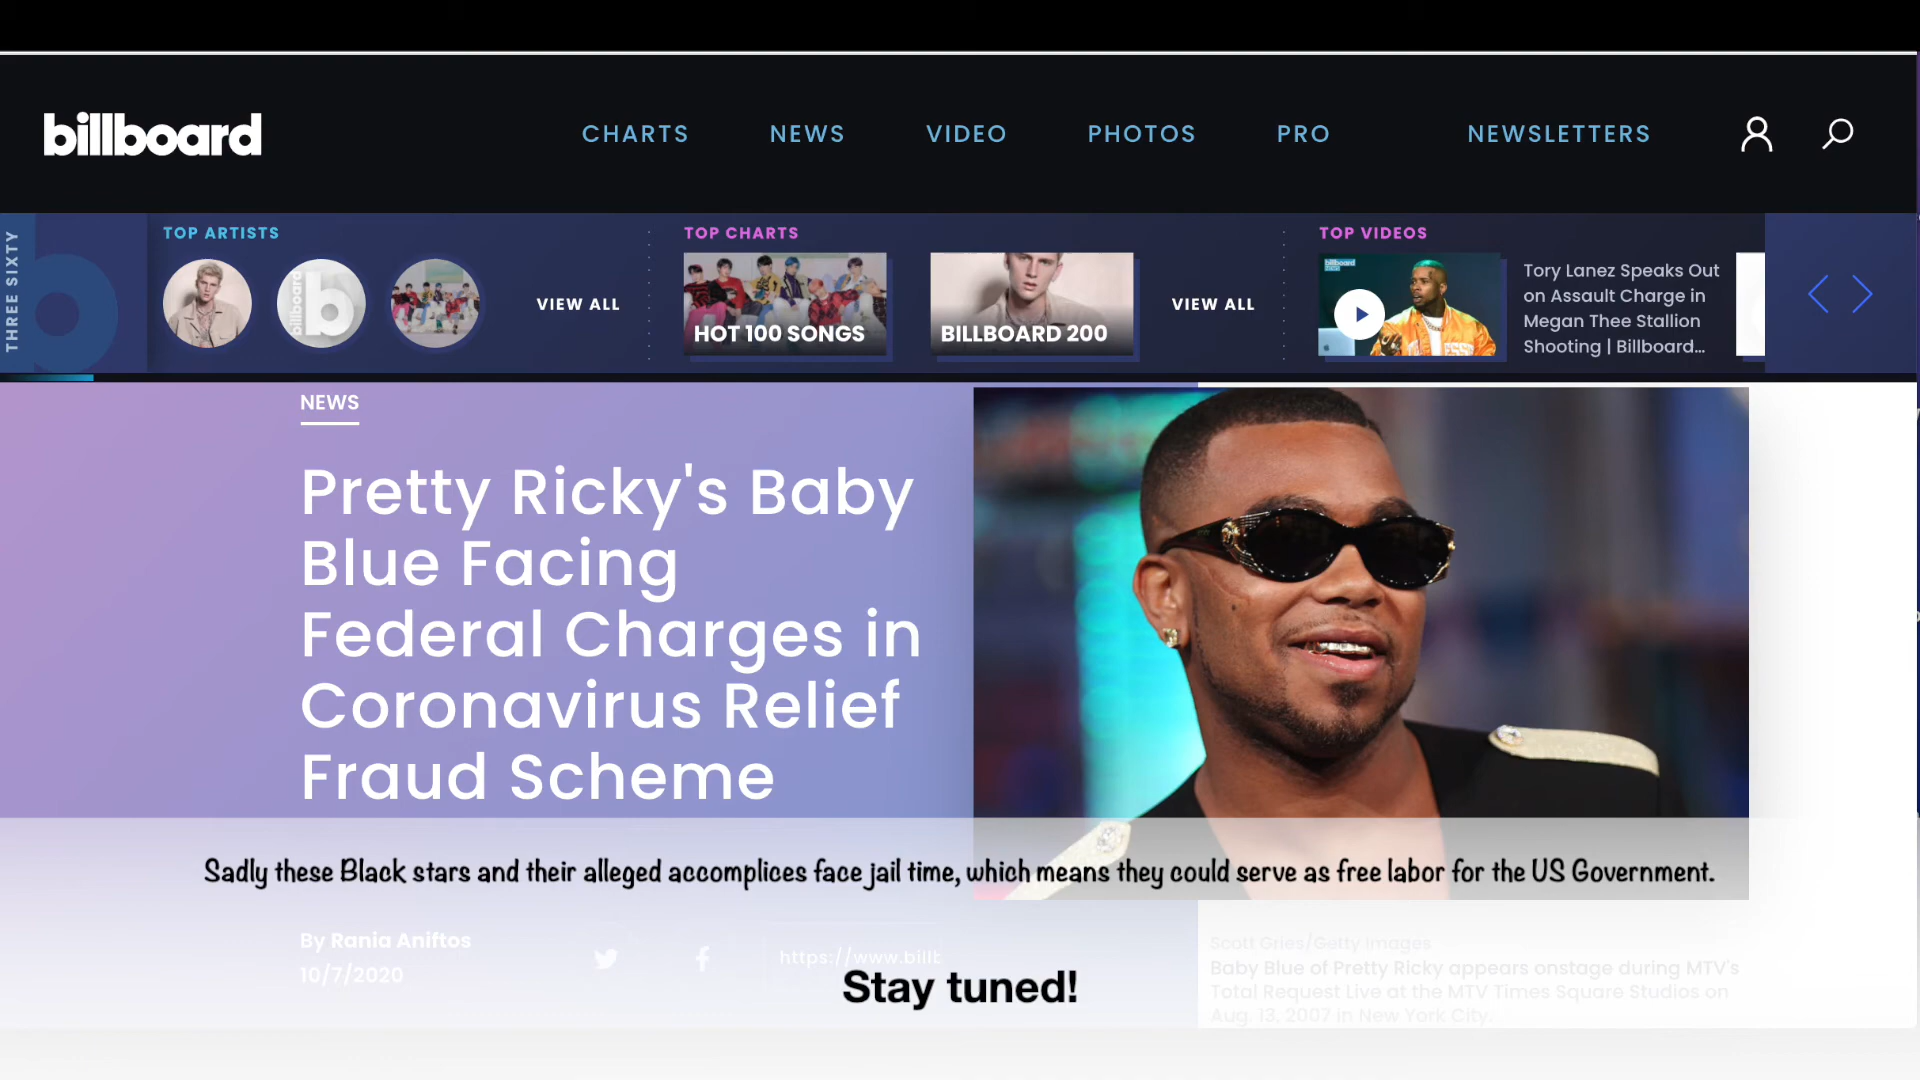 billboard
CHARTS NEWS VIDEO PHOTOS PRO NEWSLETTERS
THREE SIXTY
TOP ARTISTS
VIEW ALL
TOP CHARTS
HOT 100 SONGS
BILLBOARD 200
VIEW ALL
TOP VIDEOS
Tory Lanez Speaks Out
on Assault Charge in
Megan Thee Stallion
Shooting | Billboard...
NEWS
Pretty Ricky's Baby
Blue Facing
Federal Charges in
Coronavirus Relief
Fraud Scheme
Sadly these Black stars and their alleged accomplices face jail time, which means they could serve as free labor for the US Government.
By Rania Aniftos
10/7/2020
https://www.billb
Scott Gries/Getty Images
Baby Blue of Pretty Ricky appears onstage during MTV's
Total Request Live at the MTV Times Square Studios on
Aug. 13, 2007 in New York City.
Stay tuned!